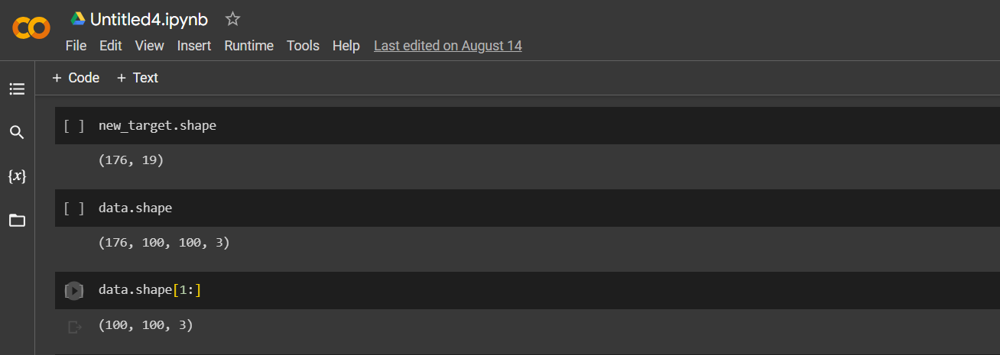 Untitled4.ipynb
File Edit View Insert Runtime Tools Help Last edited on August 14
+ Code + Text
[ ] new_target.shape
(176, 19)
{x}
[ ] data.shape
(176, 100, 100, 3)
[ ] data.shape[1:]
(100, 100, 3)